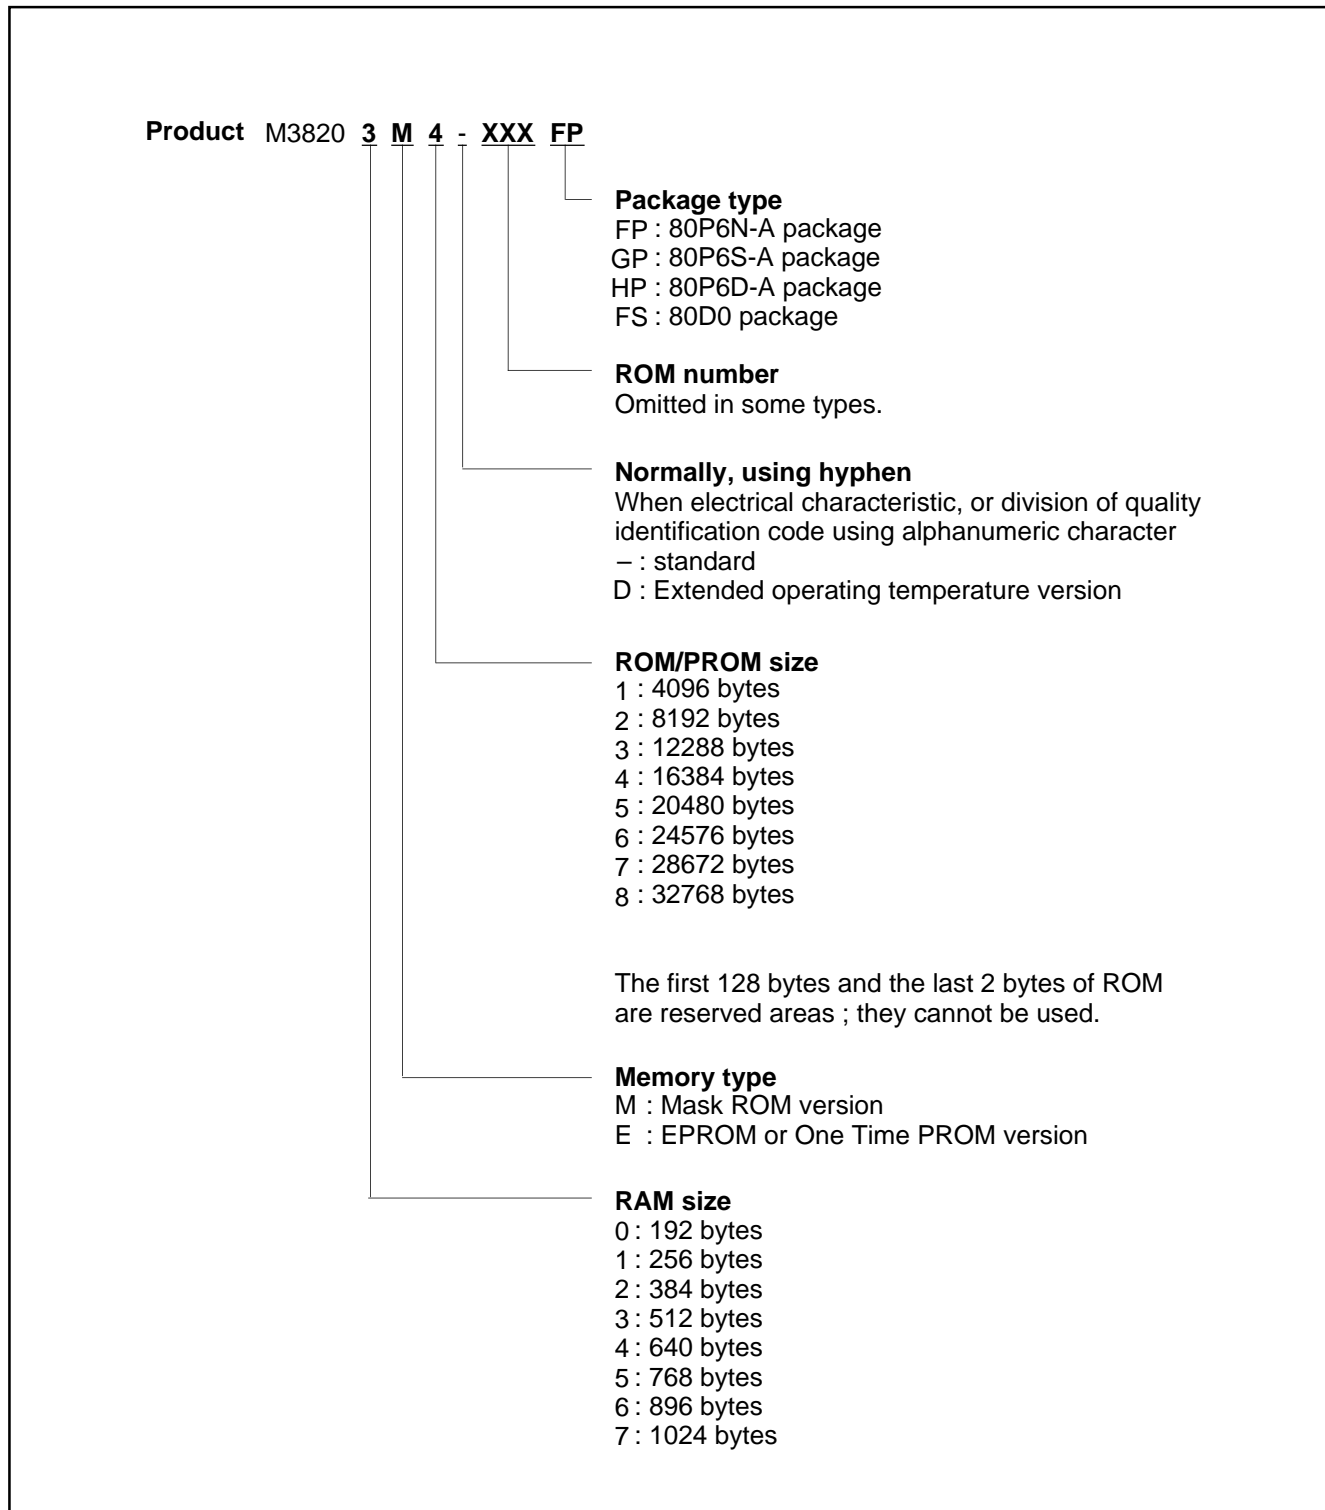 Product M3820 3 M 4 - XXX FP
Package type
FP : 80P6N-A package
GP : 80P6S-A package
HP : 80P6D-A package
FS : 80D0 package
ROM number
Omitted in some types.
Normally, using hyphen
When electrical characteristic, or division of quality
identification code using alphanumeric character
– : standard
D : Extended operating temperature version
ROM/PROM size
1 : 4096 bytes
2 : 8192 bytes
3 : 12288 bytes
4 : 16384 bytes
5 : 20480 bytes
6 : 24576 bytes
7 : 28672 bytes
8 : 32768 bytes
The first 128 bytes and the last 2 bytes of ROM
are reserved areas ; they cannot be used.
Memory type
M : Mask ROM version
E : EPROM or One Time PROM version
RAM size
0 : 192 bytes
1 : 256 bytes
2 : 384 bytes
3 : 512 bytes
4 : 640 bytes
5 : 768 bytes
6 : 896 bytes
7 : 1024 bytes